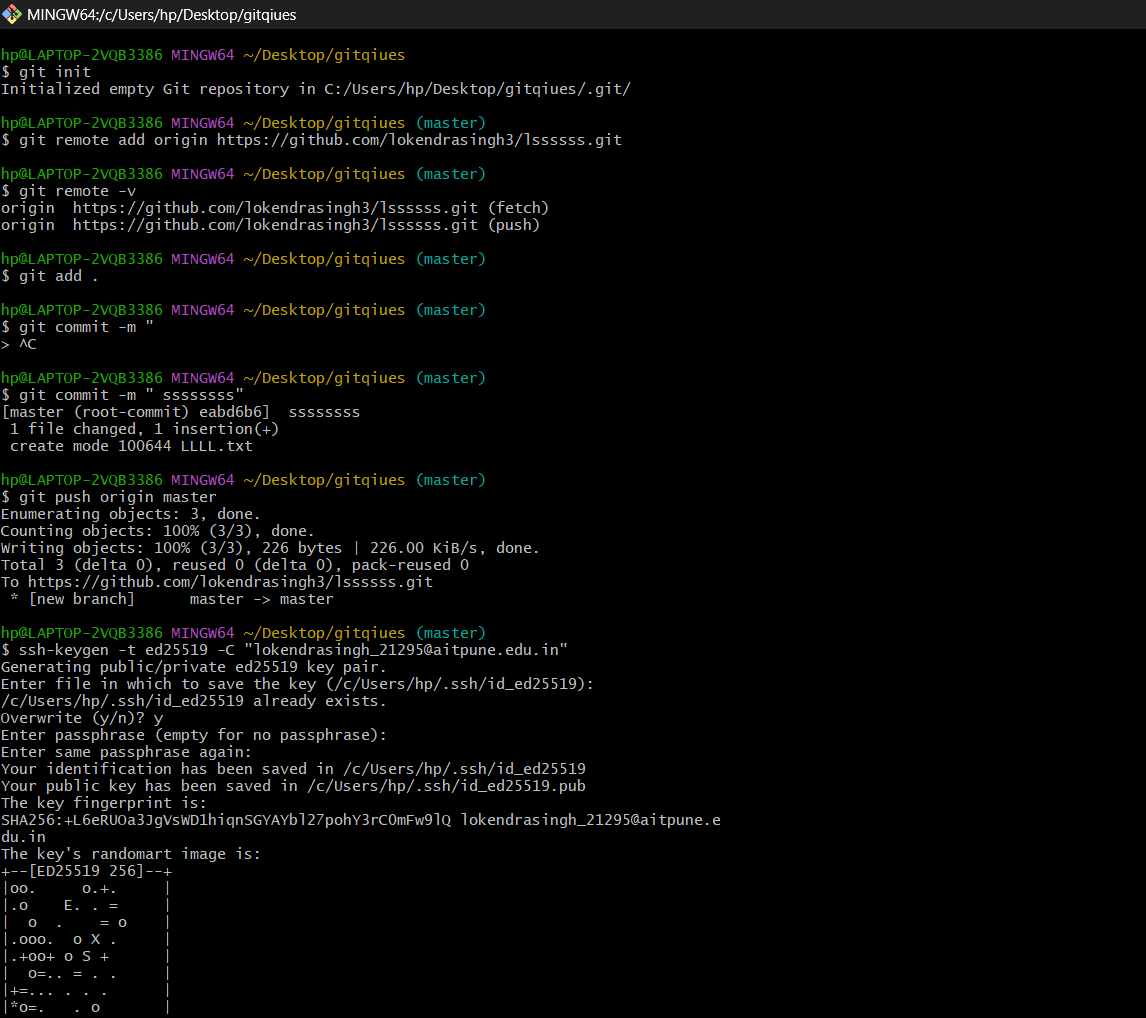 MINGW64:/c/Users/hp/Desktop/gitqiues
hp@LAPTOP-2VQB3386 MINGW64 ~/Desktop/gitqiues
$ git init
Initialized empty Git repository in C:/Users/hp/Desktop/gitqiues/.git/
hp@LAPTOP-2VQB3386 MINGW64 ~/Desktop/gitqiues (master)
$ git remote add origin https://github.com/lokendrasingh3/lssssss.git
hp@LAPTOP-2VQB3386 MINGW64 ~/Desktop/gitqiues (master)
$ git remote -v
origin  https://github.com/lokendrasingh3/lssssss.git (fetch)
origin  https://github.com/lokendrasingh3/lssssss.git (push)
hp@LAPTOP-2VQB3386 MINGW64 ~/Desktop/gitqiues (master)
$ git add .
hp@LAPTOP-2VQB3386 MINGW64 ~/Desktop/gitqiues (master)
$ git commit -m "
> ^C
hp@LAPTOP-2VQB3386 MINGW64 ~/Desktop/gitqiues (master)
$ git commit -m " ssssssss"
[master (root-commit) eabd6b6]  ssssssss
 1 file changed, 1 insertion(+)
 create mode 100644 LLLL.txt
hp@LAPTOP-2VQB3386 MINGW64 ~/Desktop/gitqiues (master)
$ git push origin master
Enumerating objects: 3, done.
Counting objects: 100% (3/3), done.
Writing objects: 100% (3/3), 226 bytes | 226.00 KiB/s, done.
Total 3 (delta 0), reused 0 (delta 0), pack-reused 0
To https://github.com/lokendrasingh3/lssssss.git
 * [new branch]      master -> master
hp@LAPTOP-2VQB3386 MINGW64 ~/Desktop/gitqiues (master)
$ ssh-keygen -t ed25519 -C "lokendrasingh_21295@aitpune.edu.in"
Generating public/private ed25519 key pair.
Enter file in which to save the key (/c/Users/hp/.ssh/id_ed25519):
/c/Users/hp/.ssh/id_ed25519 already exists.
Overwrite (y/n)? y
Enter passphrase (empty for no passphrase):
Enter same passphrase again:
Your identification has been saved in /c/Users/hp/.ssh/id_ed25519
Your public key has been saved in /c/Users/hp/.ssh/id_ed25519.pub
The key fingerprint is:
SHA256:+L6eRUOa3JgVsWD1hiqnSGYAYbl27pohY3rC0mFw9lQ lokendrasingh_21295@aitpune.e
du.in
The key's randomart image is:
+--[ED25519 256]--+
|oo.     o.+.     |
|.o    E. . =     |
|  o  .    = o    |
|.ooo.  o X .     |
|.+oo+ o S +      |
|  o=.. = . .     |
|+=... . . .      |
|*o=.   . o       |